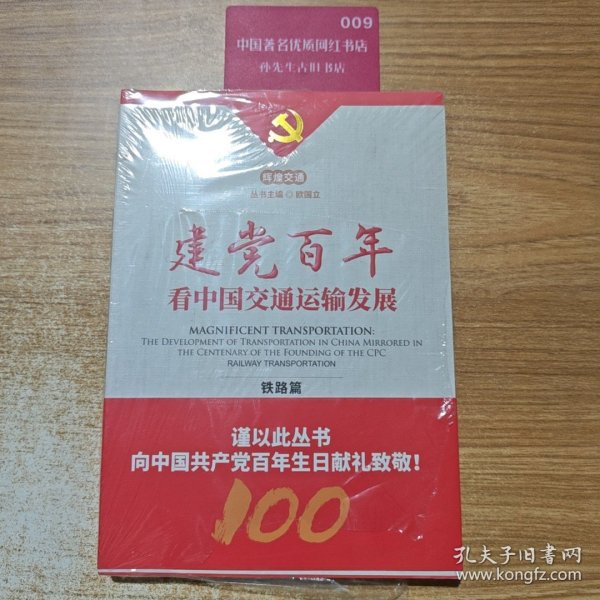 009
中国著名优质网红书店
孙先生古旧书店
辉煌交通
丛书主编◎欧国立
建党百年
看中国交通运输发展
MAGNIFICENT TRANSPORTATION:
THE DEVELOPMENT OF TRANSPORTATION IN CHINA MIRRORED IN
THE CENTENARY OF THE FOUNDING OF THE CPC
RAILWAY TRANSPORTATION
铁路篇
谨以此丛书
向中国共产党百年生日献礼致敬！
100
孔夫子旧书网
www.kongfz.com